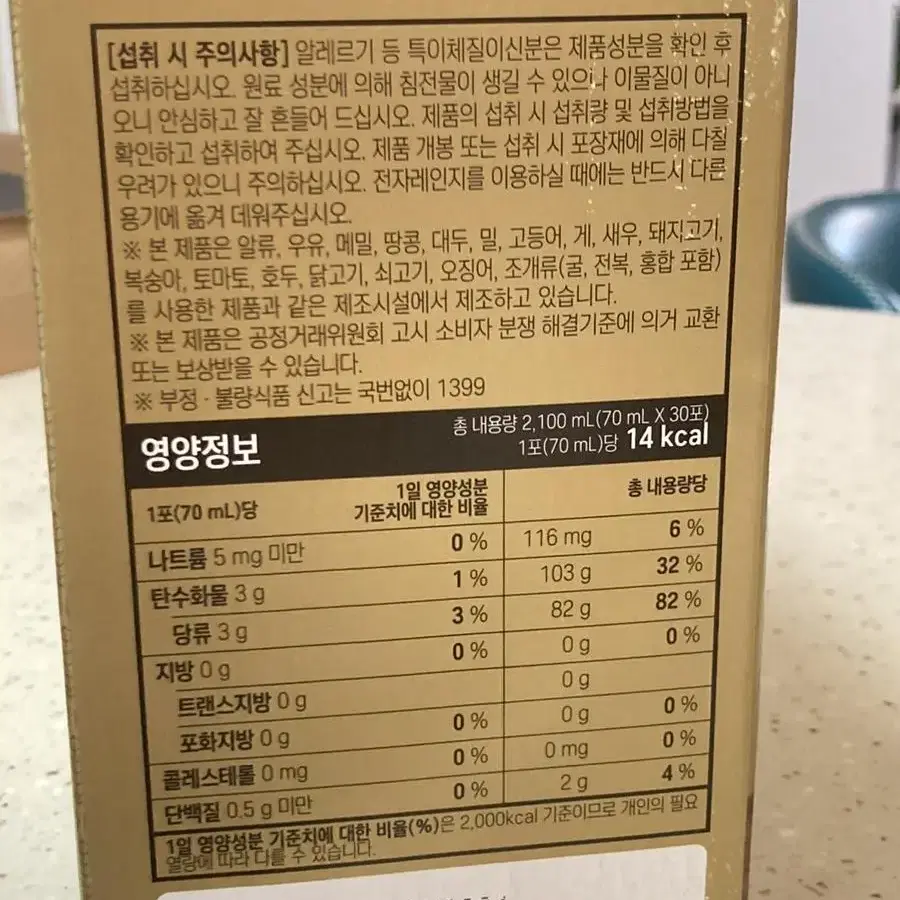 [섭취 시 주의사항] 알레르기 등 특이체질이신분은 제품성분을 확인 후
섭취하십시오. 원료 성분에 의해 침전물이 생길 수 있으나 이물질이 아니
오니 안심하고 잘 흔들어 드십시오. 제품의 섭취 시 섭취량 및 섭취방법을
확인하고 섭취하여 주십시오. 제품 개봉 또는 섭취 시 포장재에 의해 다칠
우려가 있으니 주의하십시오. 전자레인지를 이용하실 때에는 반드시 다른
용기에 옮겨 데워주십시오.
※ 본 제품은 알류, 우유, 메밀, 땅콩, 대두, 밀, 고등어, 게, 새우, 돼지고기,
복숭아, 토마토, 호두, 닭고기, 쇠고기, 오징어, 조개류(굴, 전복, 홍합 포함)
를 사용한 제품과 같은 제조시설에서 제조하고 있습니다.
※ 본 제품은 공정거래위원회 고시 소비자 분쟁 해결기준에 의거 교환
또는 보상받을 수 있습니다.
※ 부정 · 불량식품 신고는 국번없이 1399
영양정보
총 내용량 2,100 mL(70 mL X 30포)
1포(70 mL)당 14 kcal
1포(70 mL)당 1일 영양성분 기준치에 대한 비율 총 내용량당
나트륨 5 mg 미만 0 % 116 mg 6 %
탄수화물 3 g 1 % 103 g 32 %
당류 3 g 3 % 82 g 82 %
지방 0 g 0 % 0 g 0 %
트랜스지방 0 g 0 g
포화지방 0 g 0 % 0 g 0 %
콜레스테롤 0 mg 0 % 0 mg 0 %
단백질 0.5 g 미만 0 % 2 g 4 %
1일 영양성분 기준치에 대한 비율(%)은 2,000kcal 기준이므로 개인의 필요
열량에 따라 다를 수 있습니다.